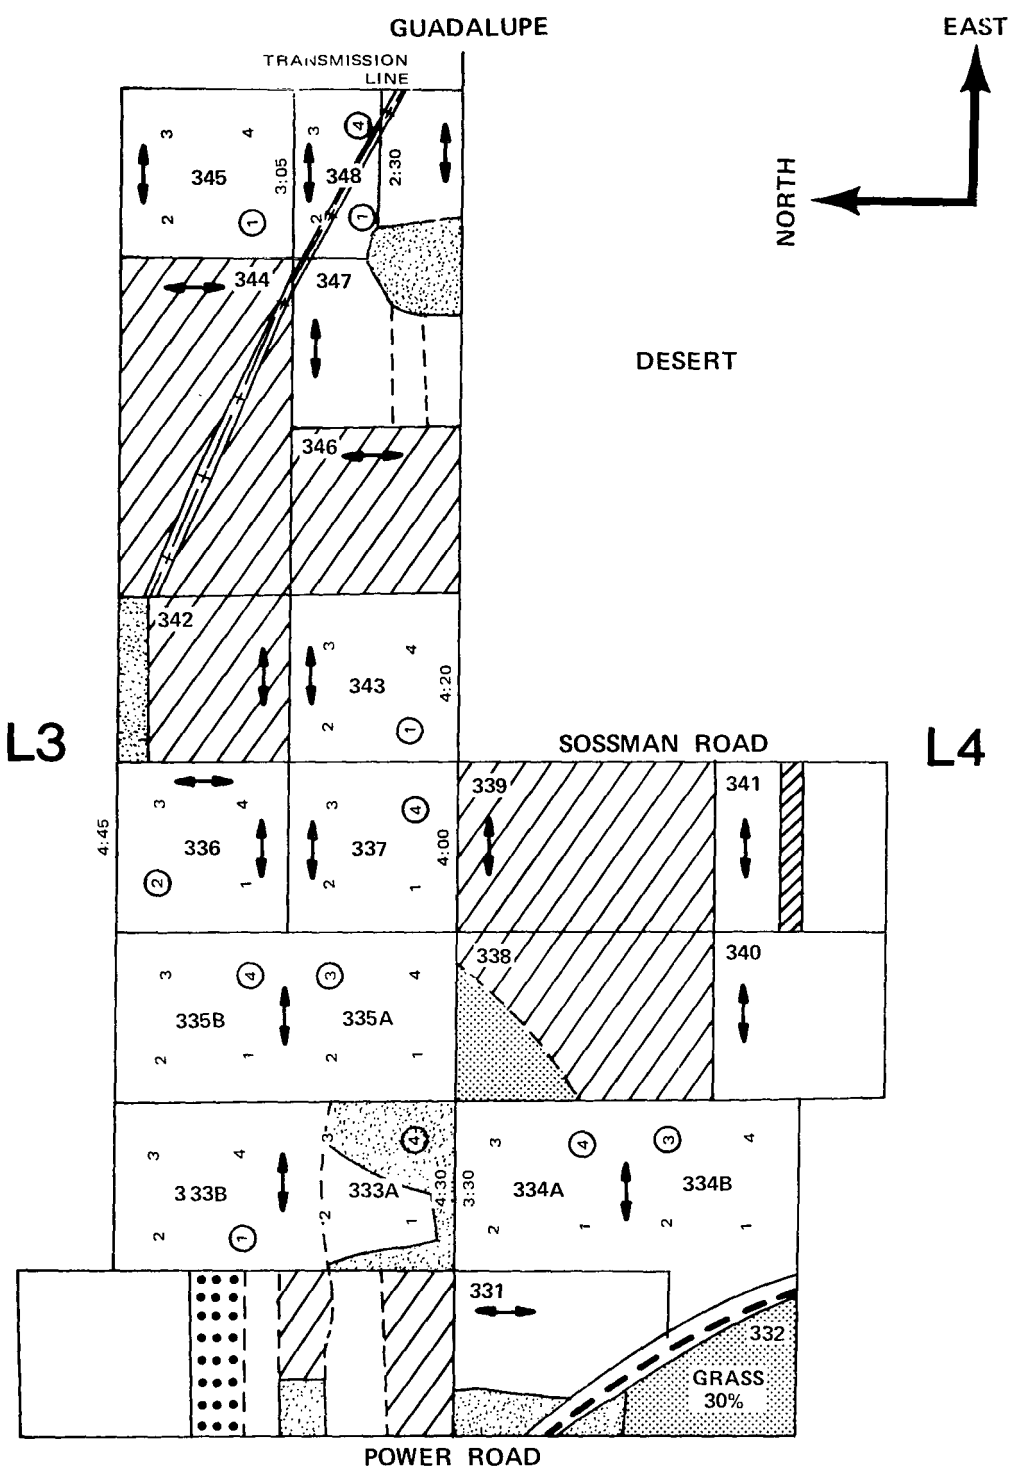 GUADALUPE
EAST
TRANSMISSION
LINE
NORTH
3 4
345
2 1
3:05
3 4
348
2 1
2:30
344
347
DESERT
346
342
3 4
343
2 1
4:20
L3
SOSSMAN ROAD
L4
4:45
3 4
336
2 1
3 4
337
2 1
4:00
339
341
3 4
335B
2 1
3 4
335A
2 1
338
340
3 4
333B
2 1
3 4
333A
2 1
4:30
3:30
3 4
334A
2 1
3 4
334B
2 1
331
332
GRASS
30%
POWER ROAD